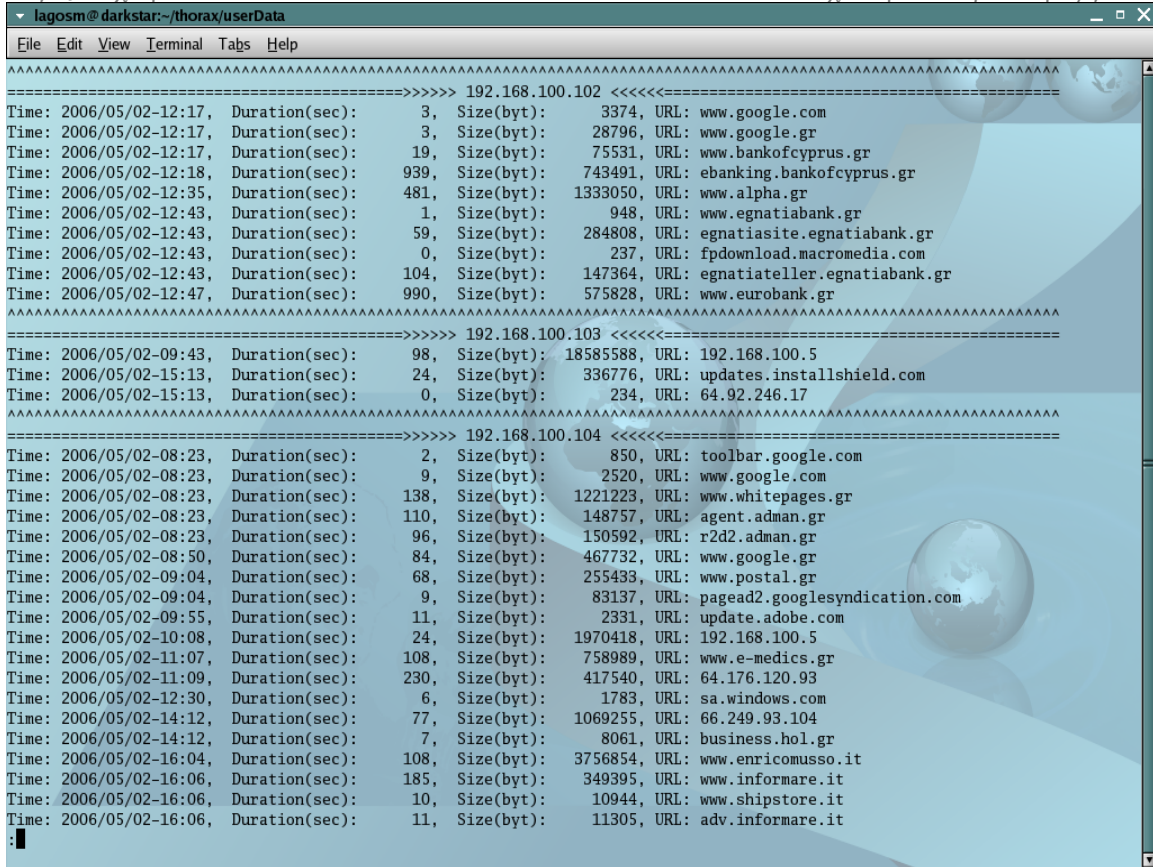 lagosm@darkstar:~/thorax/userData
File Edit View Terminal Tabs Help
^^^^^^^^^^^^^^^^^^^^^^^^^^^^^^^^^^^^^^^^^^^^^^^^^^^^^^^^^^^^^^^^^^^^^^^^^^^^^^^^^^^^^^^^^^^^^^^^^^^^^^^^^^^^^^^^^^^^^
============================================>>>>>> 192.168.100.102 <<<<<<============================================
Time: 2006/05/02-12:17, Duration(sec): 3, Size(byt): 3374, URL: www.google.com
Time: 2006/05/02-12:17, Duration(sec): 3, Size(byt): 28796, URL: www.google.gr
Time: 2006/05/02-12:17, Duration(sec): 19, Size(byt): 75531, URL: www.bankofcyprus.gr
Time: 2006/05/02-12:18, Duration(sec): 939, Size(byt): 743491, URL: ebanking.bankofcyprus.gr
Time: 2006/05/02-12:35, Duration(sec): 481, Size(byt): 1333050, URL: www.alpha.gr
Time: 2006/05/02-12:43, Duration(sec): 1, Size(byt): 948, URL: www.egnatiabank.gr
Time: 2006/05/02-12:43, Duration(sec): 59, Size(byt): 284808, URL: egnatiasite.egnatiabank.gr
Time: 2006/05/02-12:43, Duration(sec): 0, Size(byt): 237, URL: fpdownload.macromedia.com
Time: 2006/05/02-12:43, Duration(sec): 104, Size(byt): 147364, URL: egnatiateller.egnatiabank.gr
Time: 2006/05/02-12:47, Duration(sec): 990, Size(byt): 575828, URL: www.eurobank.gr
^^^^^^^^^^^^^^^^^^^^^^^^^^^^^^^^^^^^^^^^^^^^^^^^^^^^^^^^^^^^^^^^^^^^^^^^^^^^^^^^^^^^^^^^^^^^^^^^^^^^^^^^^^^^^^^^^^^^^
============================================>>>>>> 192.168.100.103 <<<<<<============================================
Time: 2006/05/02-09:43, Duration(sec): 98, Size(byt): 18585588, URL: 192.168.100.5
Time: 2006/05/02-15:13, Duration(sec): 24, Size(byt): 336776, URL: updates.installshield.com
Time: 2006/05/02-15:13, Duration(sec): 0, Size(byt): 234, URL: 64.92.246.17
^^^^^^^^^^^^^^^^^^^^^^^^^^^^^^^^^^^^^^^^^^^^^^^^^^^^^^^^^^^^^^^^^^^^^^^^^^^^^^^^^^^^^^^^^^^^^^^^^^^^^^^^^^^^^^^^^^^^^
============================================>>>>>> 192.168.100.104 <<<<<<============================================
Time: 2006/05/02-08:23, Duration(sec): 2, Size(byt): 850, URL: toolbar.google.com
Time: 2006/05/02-08:23, Duration(sec): 9, Size(byt): 2520, URL: www.google.com
Time: 2006/05/02-08:23, Duration(sec): 138, Size(byt): 1221223, URL: www.whitepages.gr
Time: 2006/05/02-08:23, Duration(sec): 110, Size(byt): 148757, URL: agent.adman.gr
Time: 2006/05/02-08:23, Duration(sec): 96, Size(byt): 150592, URL: r2d2.adman.gr
Time: 2006/05/02-08:50, Duration(sec): 84, Size(byt): 467732, URL: www.google.gr
Time: 2006/05/02-09:04, Duration(sec): 68, Size(byt): 255433, URL: www.postal.gr
Time: 2006/05/02-09:04, Duration(sec): 9, Size(byt): 83137, URL: pagead2.googlesyndication.com
Time: 2006/05/02-09:55, Duration(sec): 11, Size(byt): 2331, URL: update.adobe.com
Time: 2006/05/02-10:08, Duration(sec): 24, Size(byt): 1970418, URL: 192.168.100.5
Time: 2006/05/02-11:07, Duration(sec): 108, Size(byt): 758989, URL: www.e-medics.gr
Time: 2006/05/02-11:09, Duration(sec): 230, Size(byt): 417540, URL: 64.176.120.93
Time: 2006/05/02-12:30, Duration(sec): 6, Size(byt): 1783, URL: sa.windows.com
Time: 2006/05/02-14:12, Duration(sec): 77, Size(byt): 1069255, URL: 66.249.93.104
Time: 2006/05/02-14:12, Duration(sec): 7, Size(byt): 8061, URL: business.hol.gr
Time: 2006/05/02-16:04, Duration(sec): 108, Size(byt): 3756854, URL: www.enricomusso.it
Time: 2006/05/02-16:06, Duration(sec): 185, Size(byt): 349395, URL: www.informare.it
Time: 2006/05/02-16:06, Duration(sec): 10, Size(byt): 10944, URL: www.shipstore.it
Time: 2006/05/02-16:06, Duration(sec): 11, Size(byt): 11305, URL: adv.informare.it
: